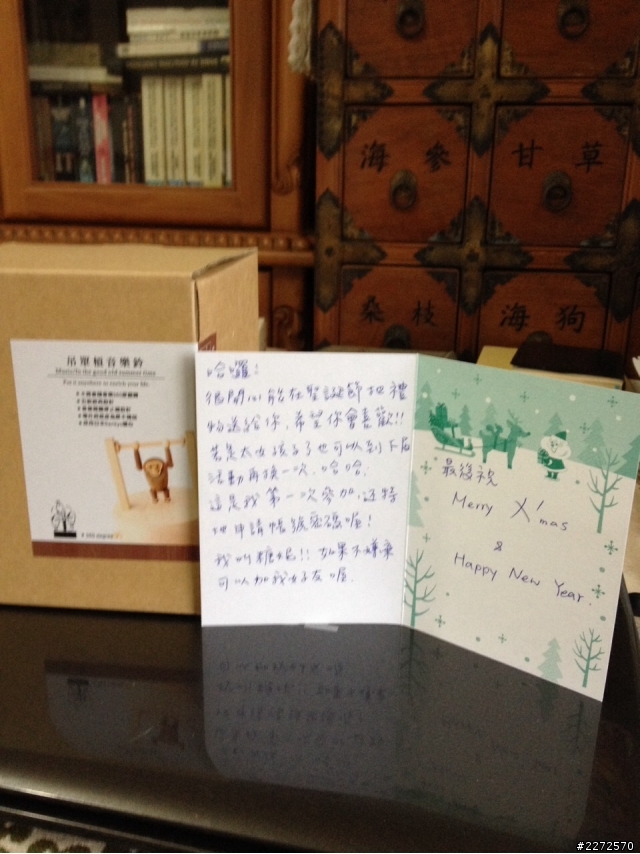 海 參
甘 草
桑 枝
海 狗
吊單槓音樂鈴
哈囉!
很開心能在聖誕節把禮
物送給你,希望你會喜歡!!
若是太女孩子了也可以到下屆
活動再換一次,哈哈.
這是我第一次參加,還特
地申請帳號密碼喔!
我叫糖妮!! 如果不嫌棄
可以加我好友喔.
最後祝
Merry X'mas
&
Happy New Year.
#2272570